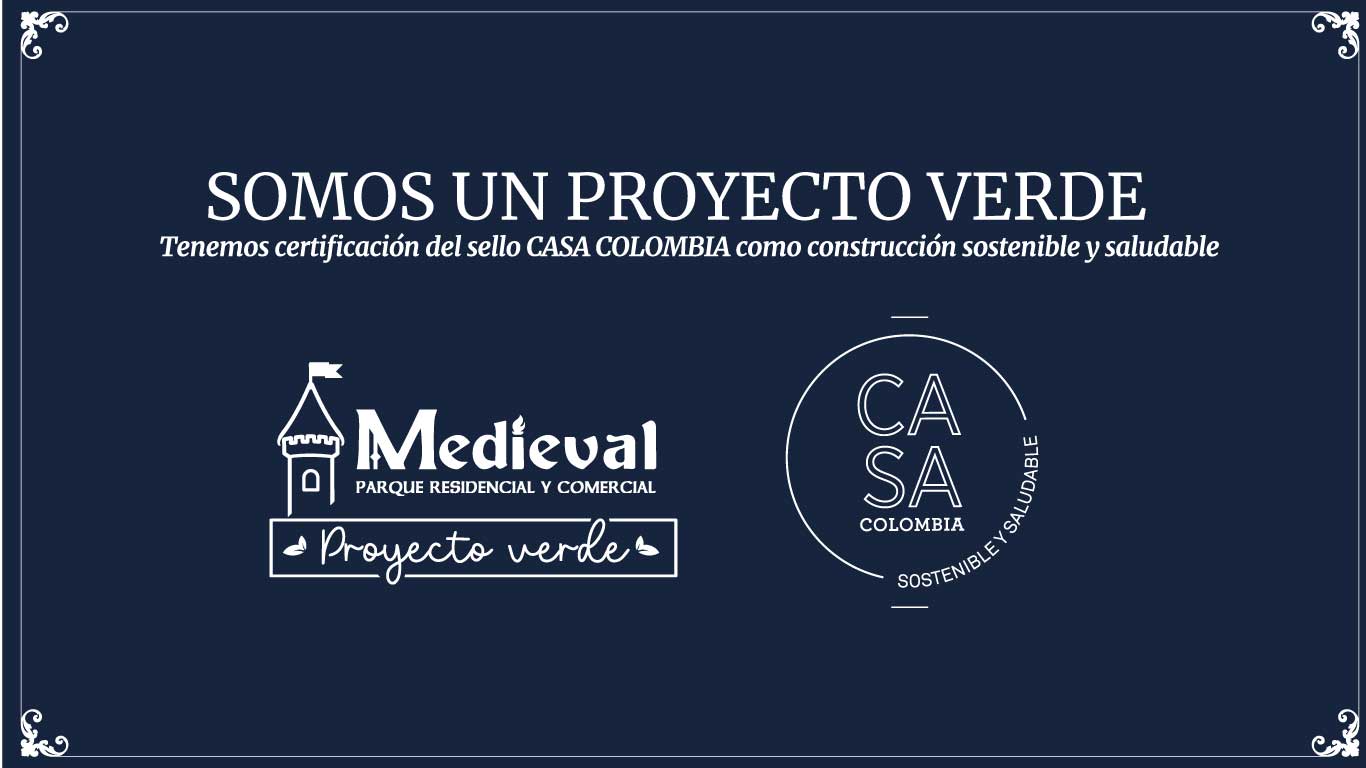 SOMOS UN PROYECTO VERDE
Tenemos certificación del sello CASA COLOMBIA como construcción sostenible y saludable
Medieval
PARQUE RESIDENCIAL Y COMERCIAL
Proyecto verde
CA
SA
COLOMBIA
SOSTENIBLE Y SALUDABLE